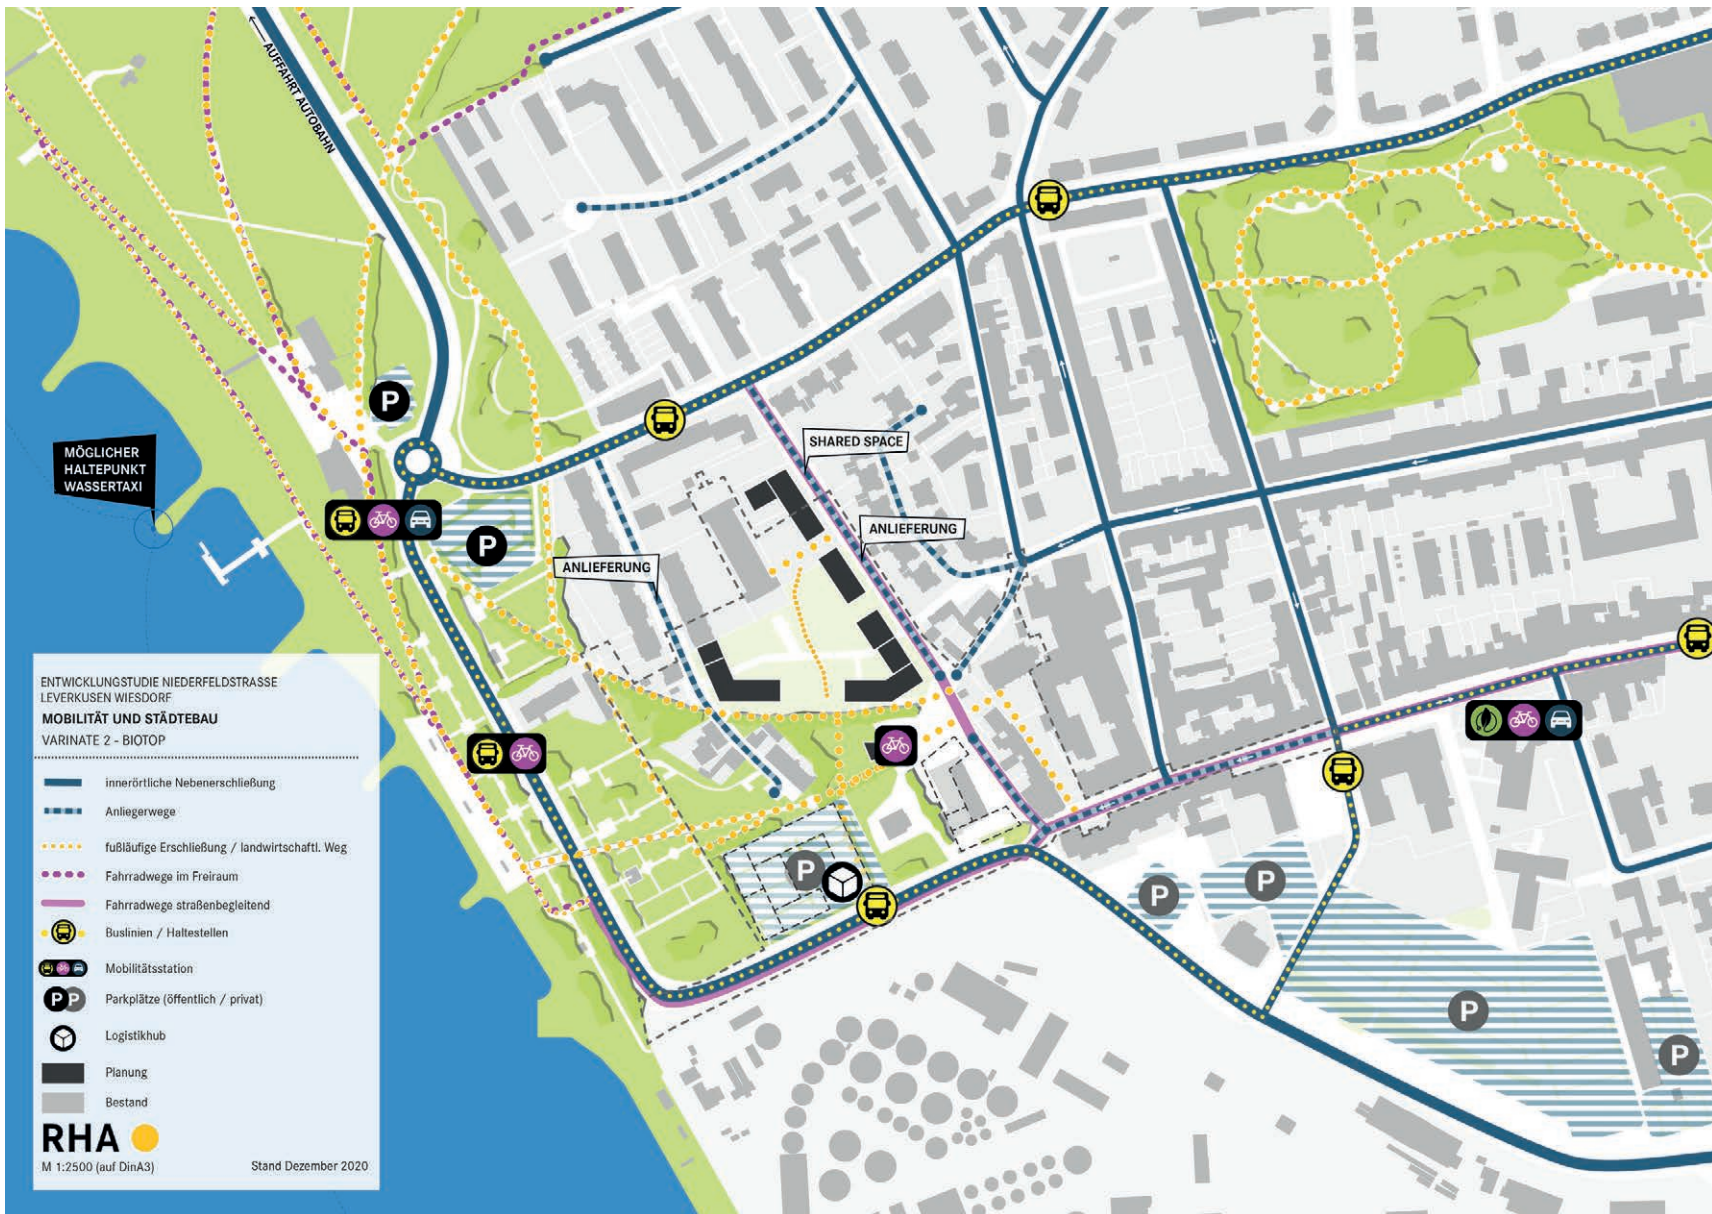 AUFFAHRT AUTOBAHN
P
MÖGLICHER
HALTEPUNKT
WASSERTAXI
SHARED SPACE
P
ANLIEFERUNG
ANLIEFERUNG
P
P
P
P
P
ENTWICKLUNGSTUDIE NIEDERFELDSTRASSE
LEVERKUSEN WIESDORF
MOBILITÄT UND STÄDTEBAU
VARINATE 2 - BIOTOP
innerörtliche Nebenerschließung
Anliegerwege
fußläufige Erschließung / landwirtschaftl. Weg
Fahrradwege im Freiraum
Fahrradwege straßenbegleitend
Buslinien / Haltestellen
Mobilitätsstation
PP Parkplätze (öffentlich / privat)
Logistikhub
Planung
Bestand
RHA
M 1:2500 (auf DinA3) Stand Dezember 2020